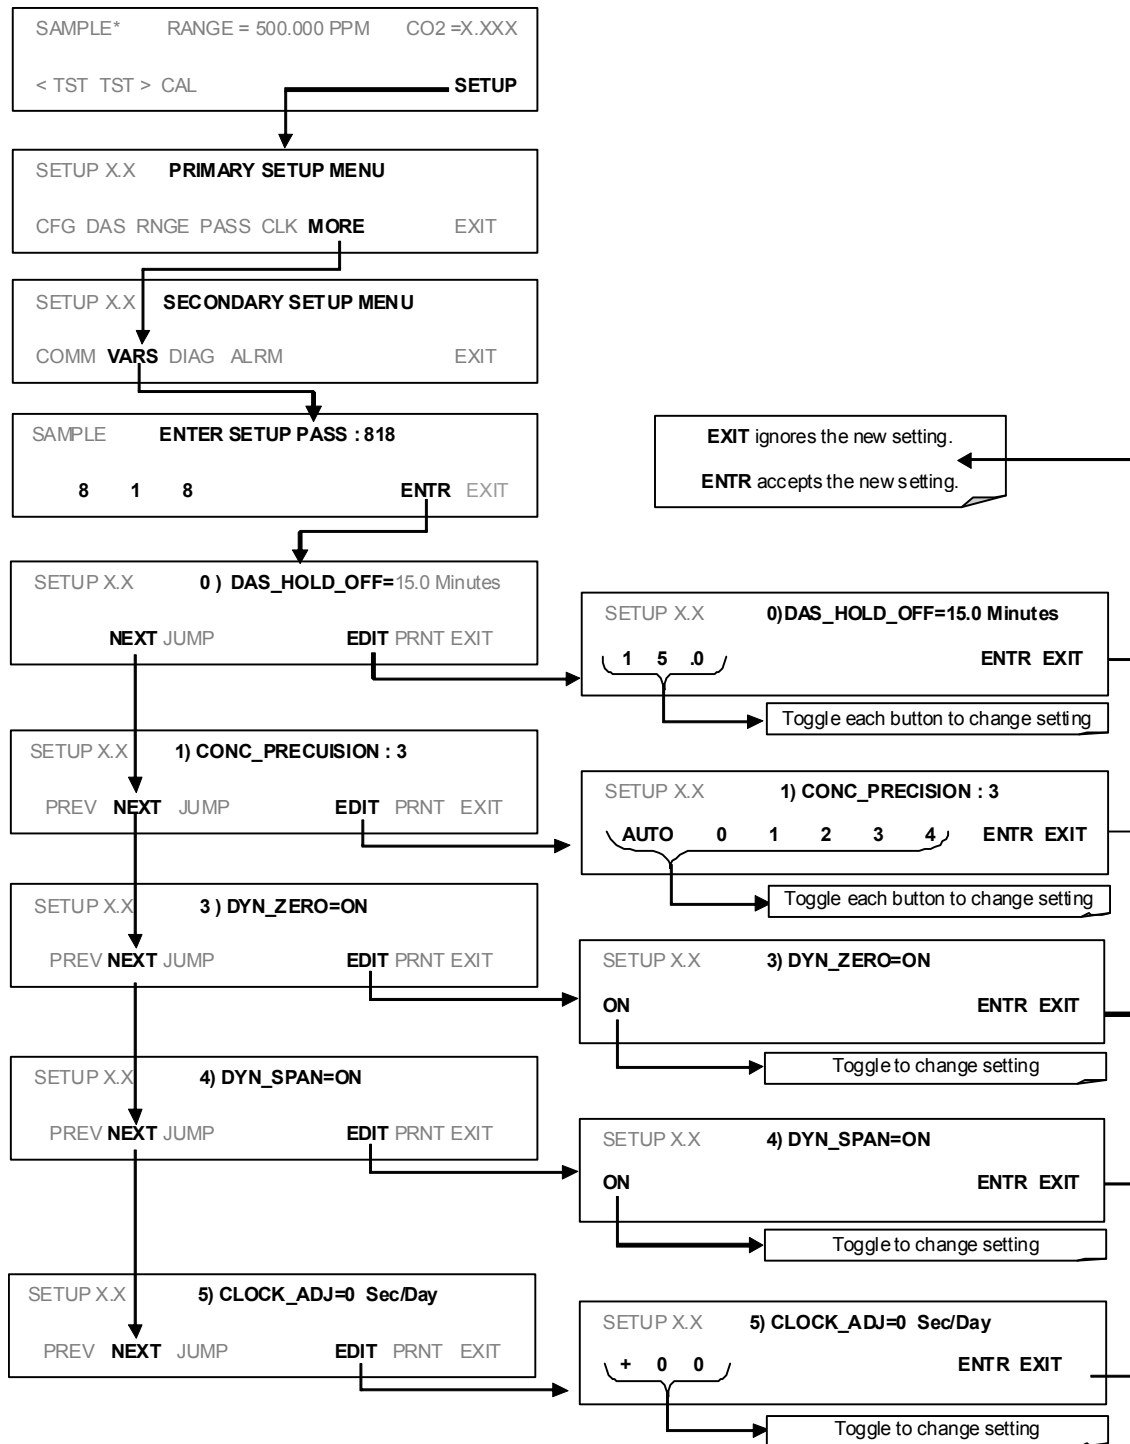 SAMPLE* RANGE = 500.000 PPM CO2 =X.XXX
< TST TST > CAL SETUP
SETUP X.X PRIMARY SETUP MENU
CFG DAS RNGE PASS CLK MORE EXIT
SETUP X.X SECONDARY SETUP MENU
COMM VARS DIAG ALRM EXIT
SAMPLE ENTER SETUP PASS : 818
8 1 8 ENTR EXIT
EXIT ignores the new setting.
ENTR accepts the new setting.
SETUP X.X 0 ) DAS_HOLD_OFF=15.0 Minutes
NEXT JUMP EDIT PRNT EXIT
SETUP X.X 0)DAS_HOLD_OFF=15.0 Minutes
1 5 .0 ENTR EXIT
Toggle each button to change setting
SETUP X.X 1) CONC_PRECUISION : 3
PREV NEXT JUMP EDIT PRNT EXIT
SETUP X.X 1) CONC_PRECISION : 3
AUTO 0 1 2 3 4 ENTR EXIT
Toggle each button to change setting
SETUP X.X 3 ) DYN_ZERO=ON
PREV NEXT JUMP EDIT PRNT EXIT
SETUP X.X 3) DYN_ZERO=ON
ON ENTR EXIT
Toggle to change setting
SETUP X.X 4) DYN_SPAN=ON
PREV NEXT JUMP EDIT PRNT EXIT
SETUP X.X 4) DYN_SPAN=ON
ON ENTR EXIT
Toggle to change setting
SETUP X.X 5) CLOCK_ADJ=0 Sec/Day
PREV NEXT JUMP EDIT PRNT EXIT
SETUP X.X 5) CLOCK_ADJ=0 Sec/Day
+ 0 0 ENTR EXIT
Toggle to change setting